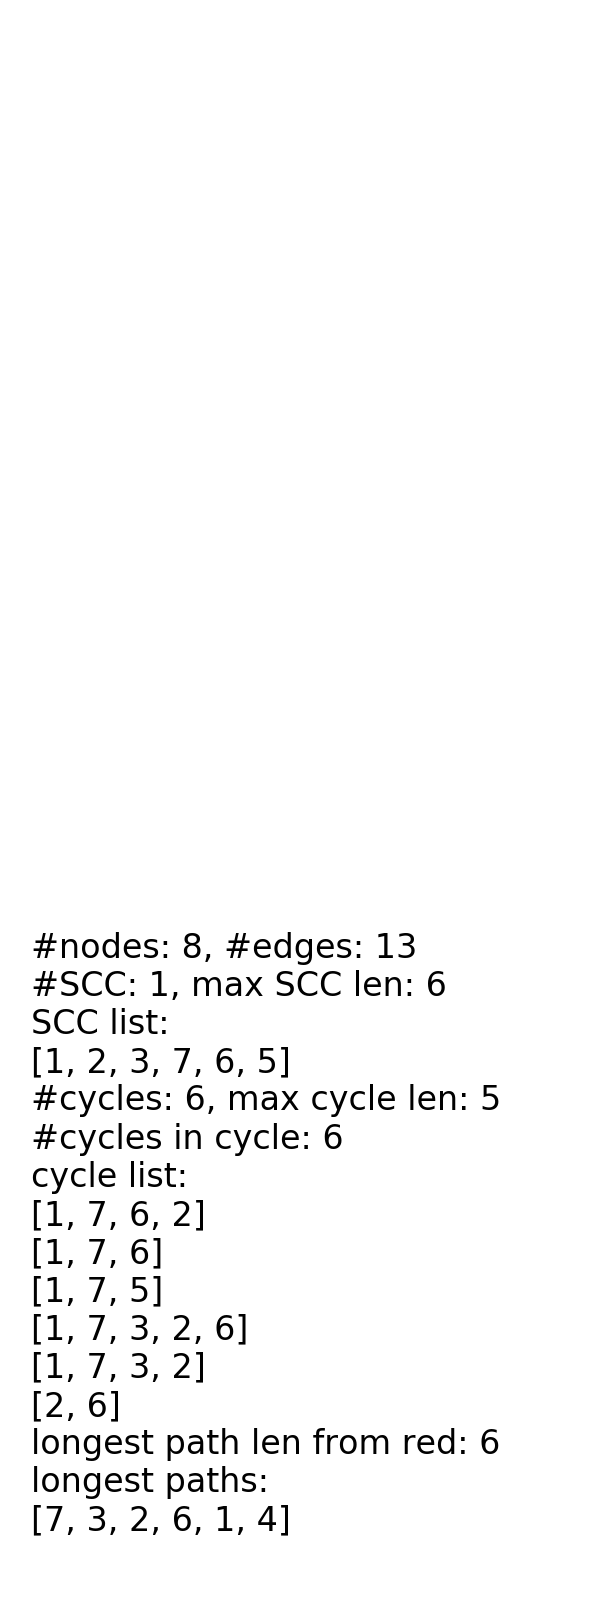 #nodes: 8, #edges: 13
#SCC: 1, max SCC len: 6
SCC list:
[1, 2, 3, 7, 6, 5]
#cycles: 6, max cycle len: 5
#cycles in cycle: 6
cycle list:
[1, 7, 6, 2]
[1, 7, 6]
[1, 7, 5]
[1, 7, 3, 2, 6]
[1, 7, 3, 2]
[2, 6]
longest path len from red: 6
longest paths:
[7, 3, 2, 6, 1, 4]